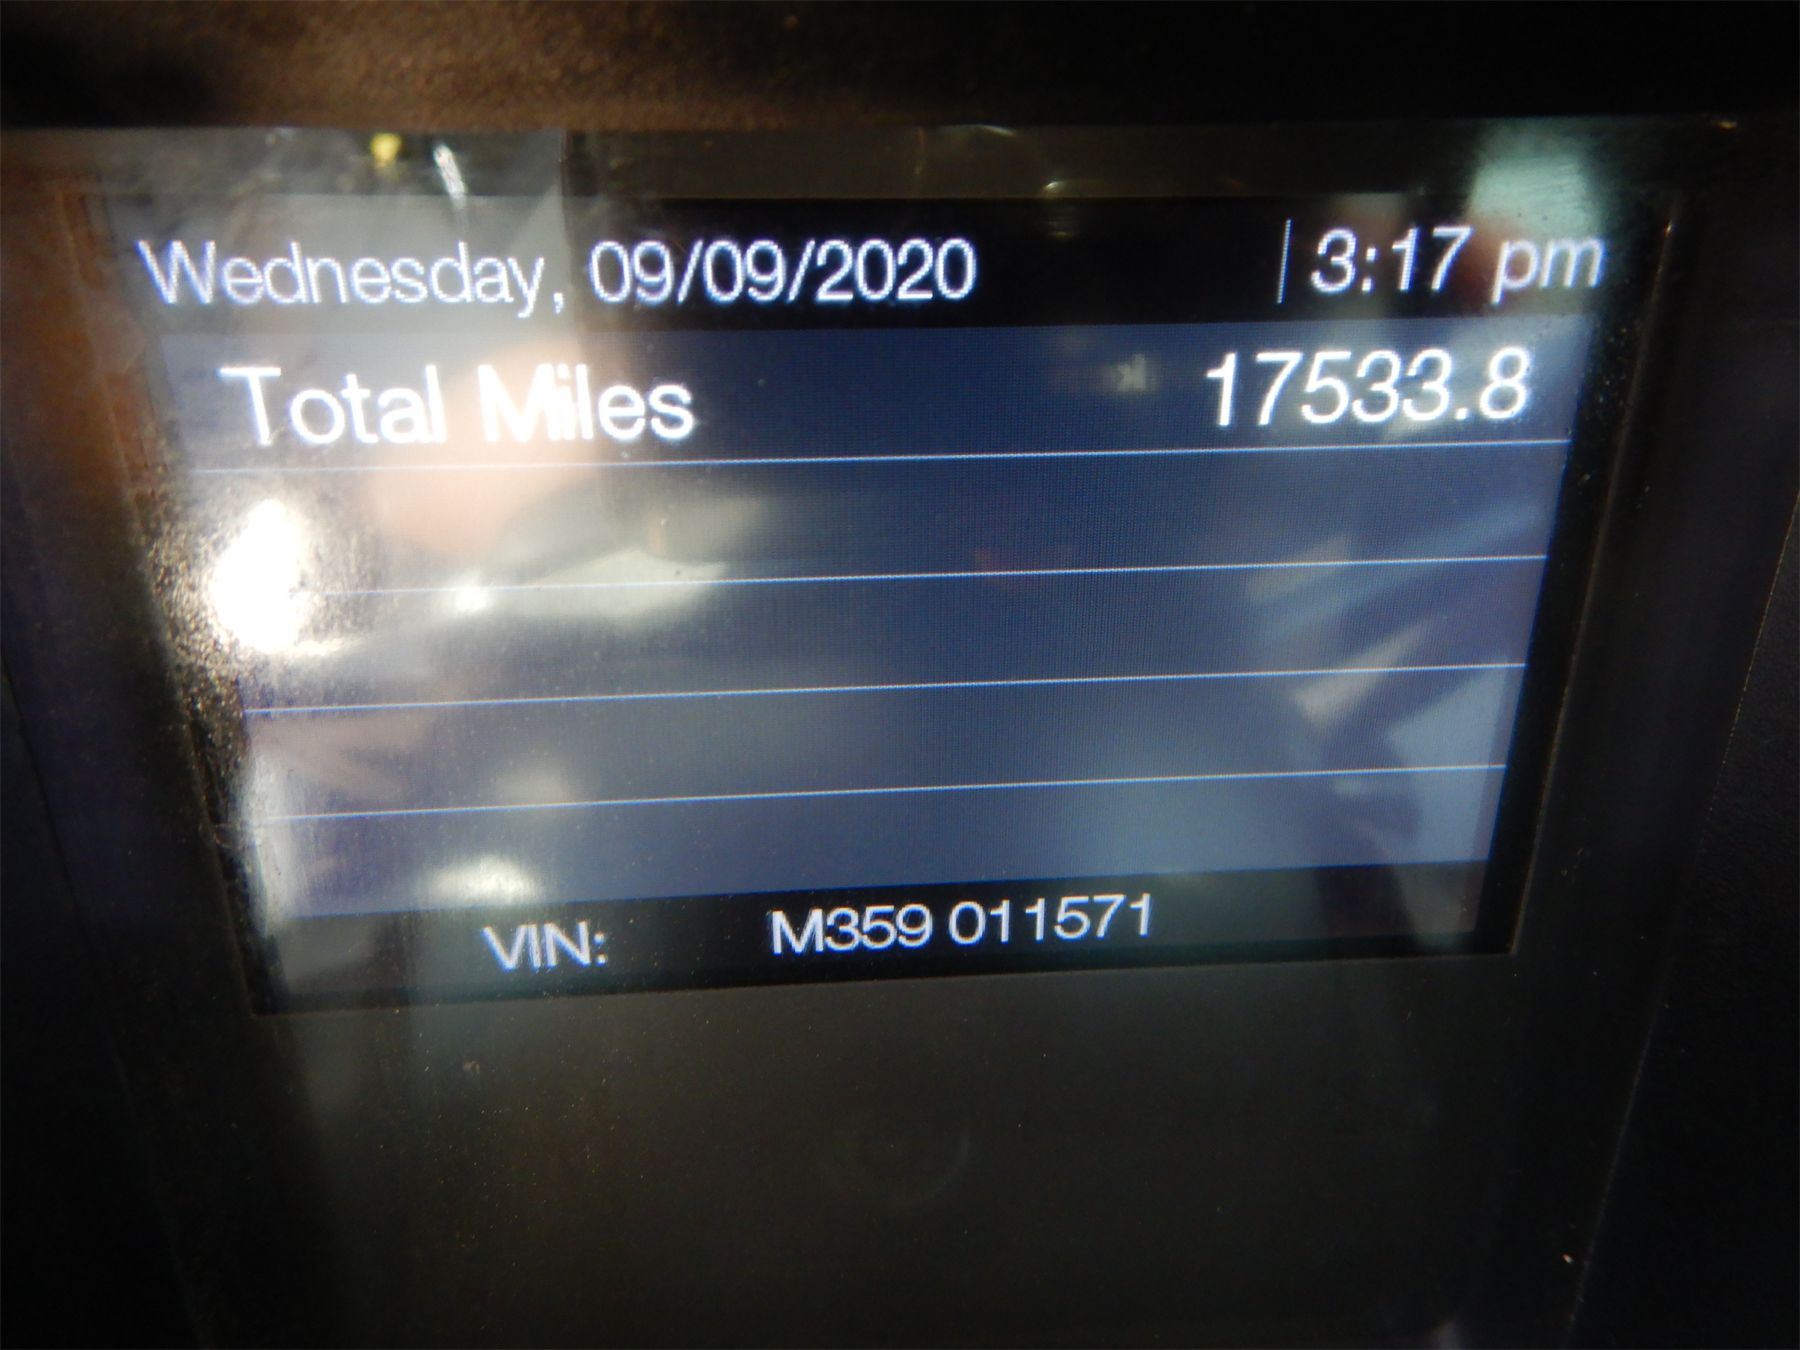 Wednesday, 09/09/2020 3:17 pm
Total Miles 17533.8
VIN: M359 011571